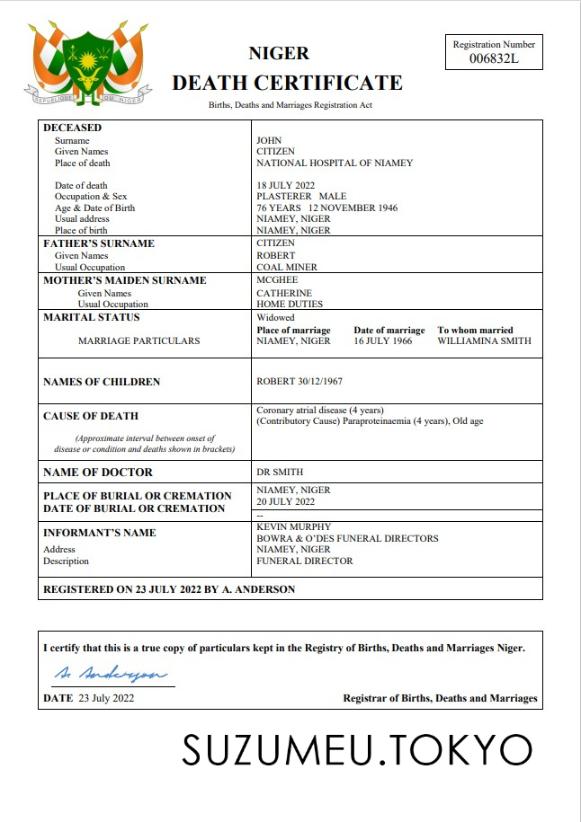 NIGER
DEATH CERTIFICATE
Births, Deaths and Marriages Registration Act
Registration Number
006832L
DECEASED
Surname JOHN
Given Names CITIZEN
Place of death NATIONAL HOSPITAL OF NIAMEY
Date of death 18 JULY 2022
Occupation & Sex PLASTERER MALE
Age & Date of Birth 76 YEARS 12 NOVEMBER 1946
Usual address NIAMEY, NIGER
Place of birth NIAMEY, NIGER
FATHER'S SURNAME CITIZEN
Given Names ROBERT
Usual Occupation COAL MINER
MOTHER'S MAIDEN SURNAME MCGHEE
Given Names CATHERINE
Usual Occupation HOME DUTIES
MARITAL STATUS Widowed
Place of marriage Date of marriage To whom married
MARRIAGE PARTICULARS NIAMEY, NIGER 16 JULY 1966 WILLIAMINA SMITH
NAMES OF CHILDREN ROBERT 30/12/1967
CAUSE OF DEATH Coronary atrial disease (4 years)
(Contributory Cause) Paraproteinaemia (4 years), Old age
(Approximate interval between onset of
disease or condition and deaths shown in brackets)
NAME OF DOCTOR DR SMITH
PLACE OF BURIAL OR CREMATION NIAMEY, NIGER
DATE OF BURIAL OR CREMATION 20 JULY 2022
--
INFORMANT'S NAME KEVIN MURPHY
BOWRA & O'DES FUNERAL DIRECTORS
Address NIAMEY, NIGER
Description FUNERAL DIRECTOR
REGISTERED ON 23 JULY 2022 BY A. ANDERSON
I certify that this is a true copy of particulars kept in the Registry of Births, Deaths and Marriages Niger.
DATE 23 July 2022 Registrar of Births, Deaths and Marriages
SUZUMEU.TOKYO